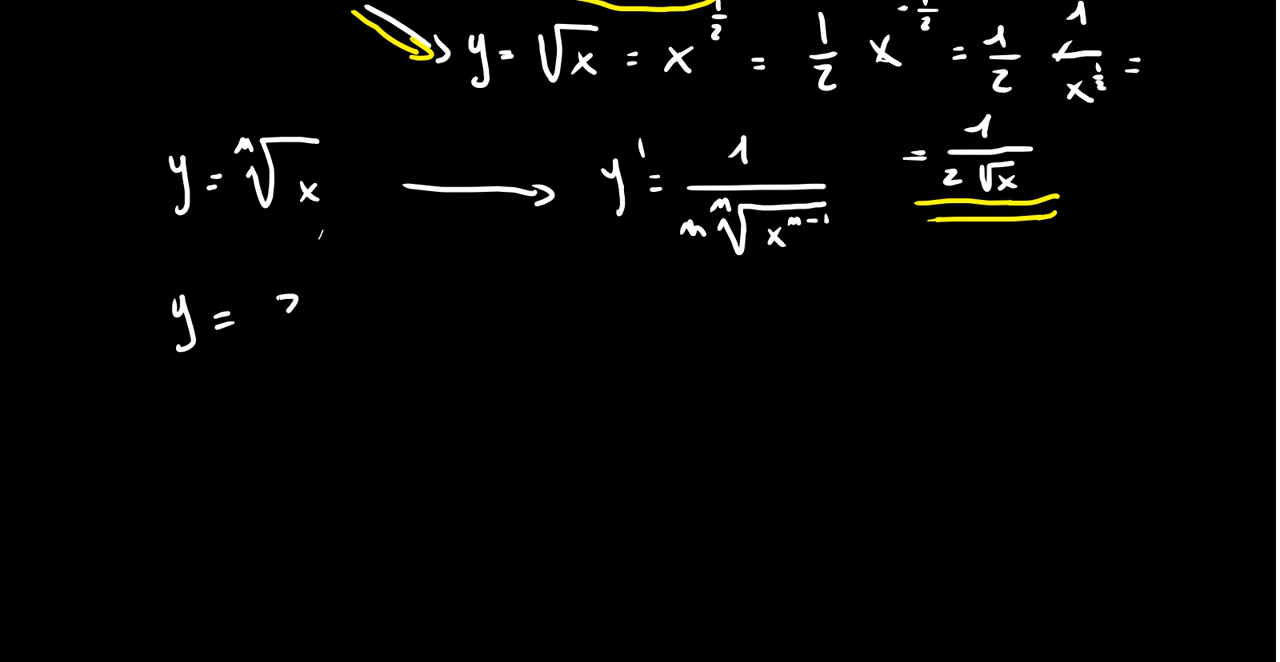 y = √x = x^(1/2) = 1/2 x^(-1/2) = 1/2 1/x^(1/2) =
y = ⁿ√x → y' = 1/(n ⁿ√(x^(n-1))) = 1/(2√x)
y =